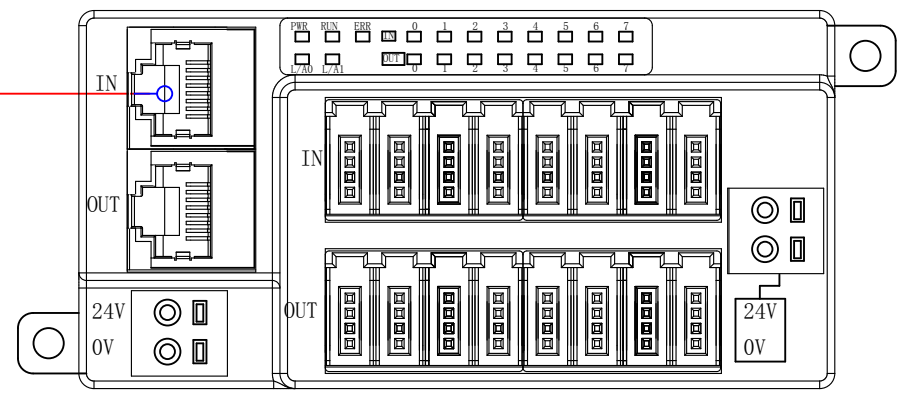 PWR RUN ERR IN 0 1 2 3 4 5 6 7
OUT
L/A0 L/A1 0 1 2 3 4 5 6 7
IN
IN
OUT
OUT
24V
0V
24V
0V